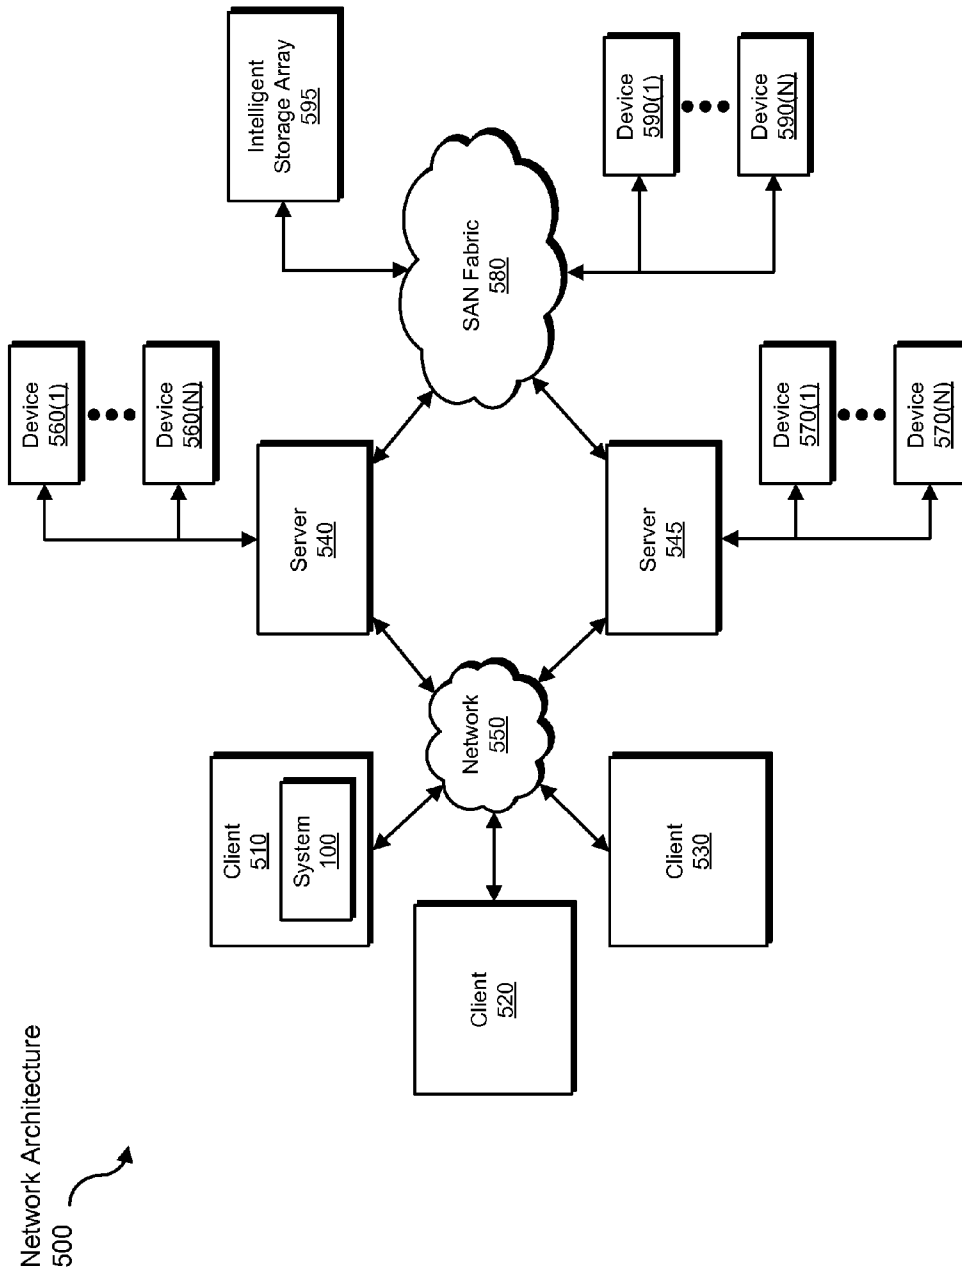 Network Architecture
500
Client
510
System
100
Client
520
Client
530
Network
550
Server
540
Server
545
Device
560(1)
Device
560(N)
Device
570(1)
Device
570(N)
SAN Fabric
580
Intelligent
Storage Array
595
Device
590(1)
Device
590(N)